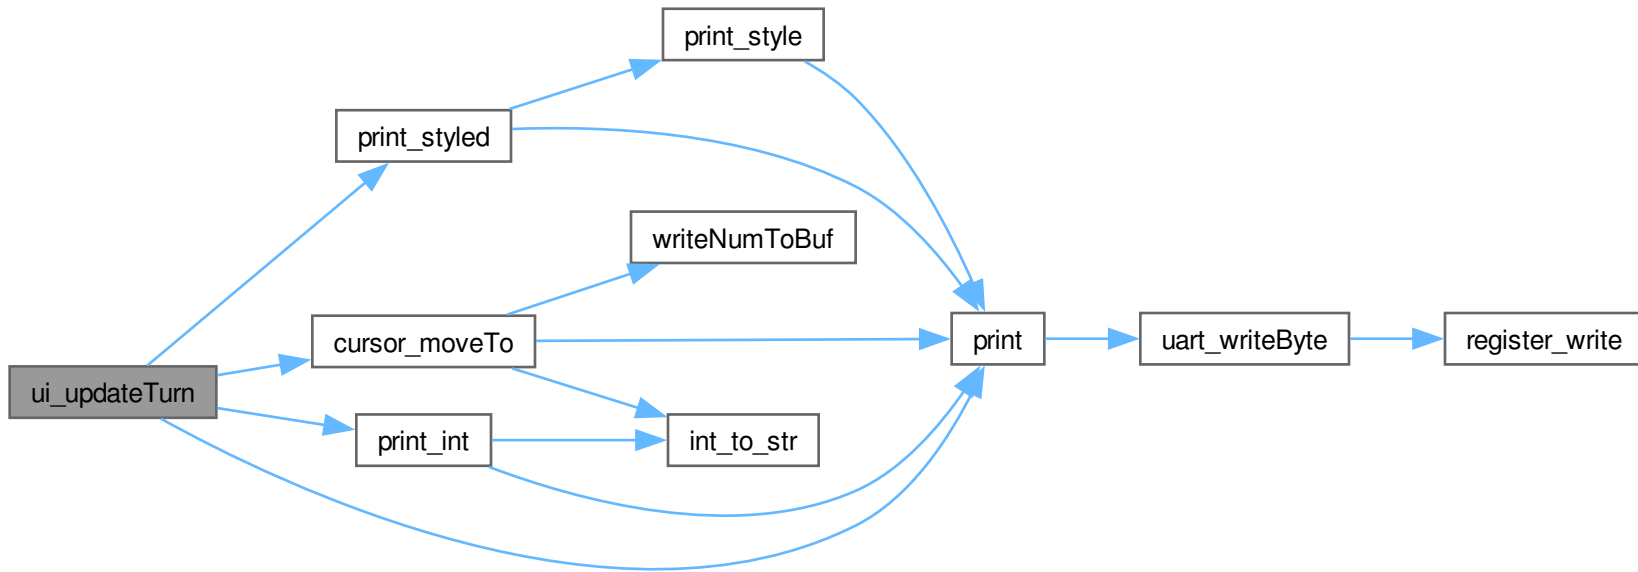 print_style
print_styled
writeNumToBuf
cursor_moveTo
print
uart_writeByte
register_write
ui_updateTurn
print_int
int_to_str